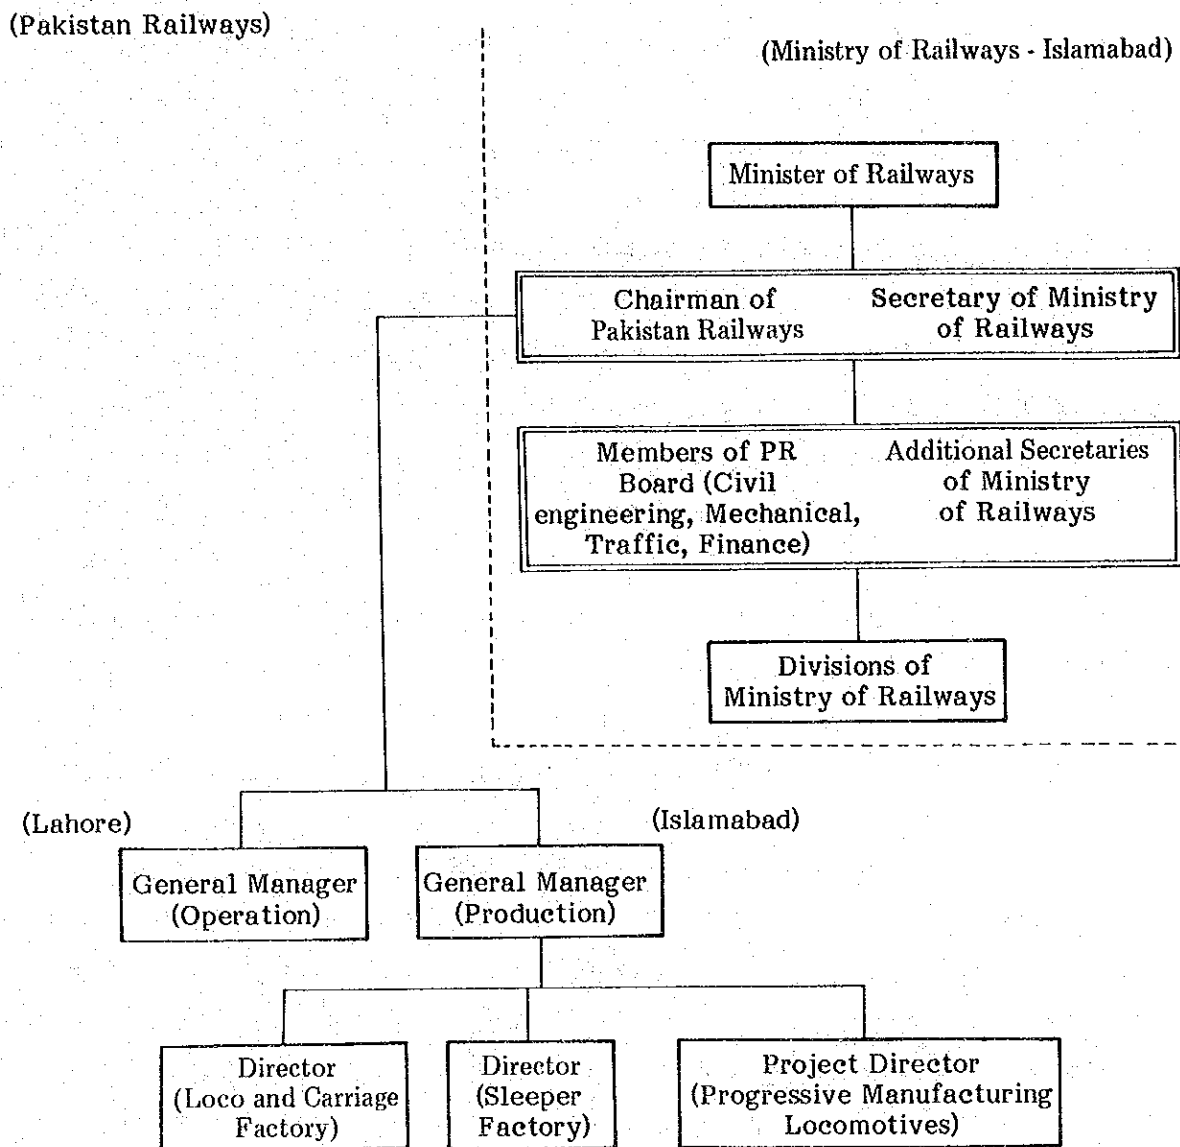 (Pakistan Railways)
(Ministry of Railways - Islamabad)
Minister of Railways
Chairman of
Pakistan Railways
Secretary of Ministry
of Railways
Members of PR
Board (Civil
engineering, Mechanical,
Traffic, Finance)
Additional Secretaries
of Ministry
of Railways
Divisions of
Ministry of Railways
(Lahore)
(Islamabad)
General Manager
(Operation)
General Manager
(Production)
Director
(Loco and Carriage
Factory)
Director
(Sleeper
Factory)
Project Director
(Progressive Manufacturing
Locomotives)